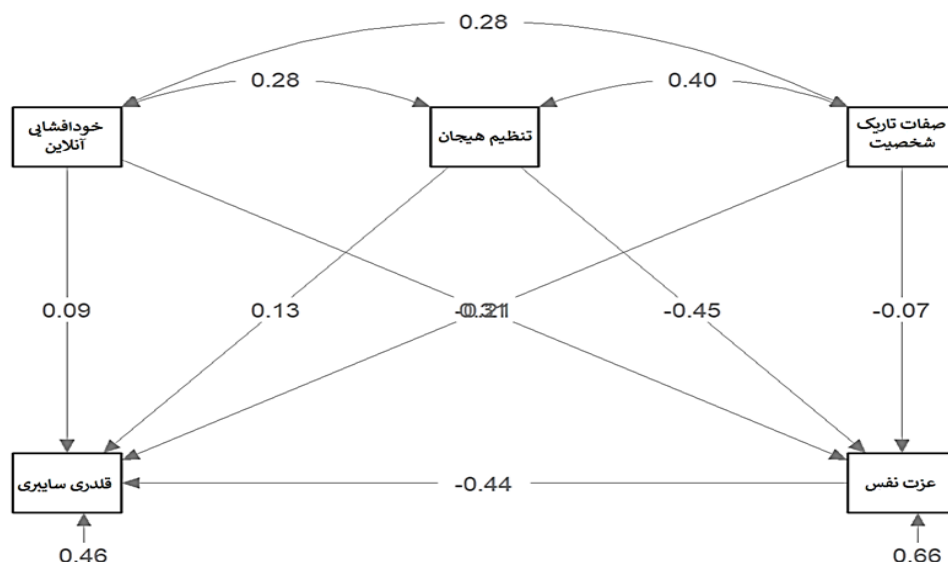 0.28
0.28
0.40
خودافشایی
آنلاین
تنظیم هیجان
صفات تاریک
شخصیت
0.09
0.13
-0.45
-0.07
قلدری سایبری
-0.44
عزت نفس
0.46
0.66